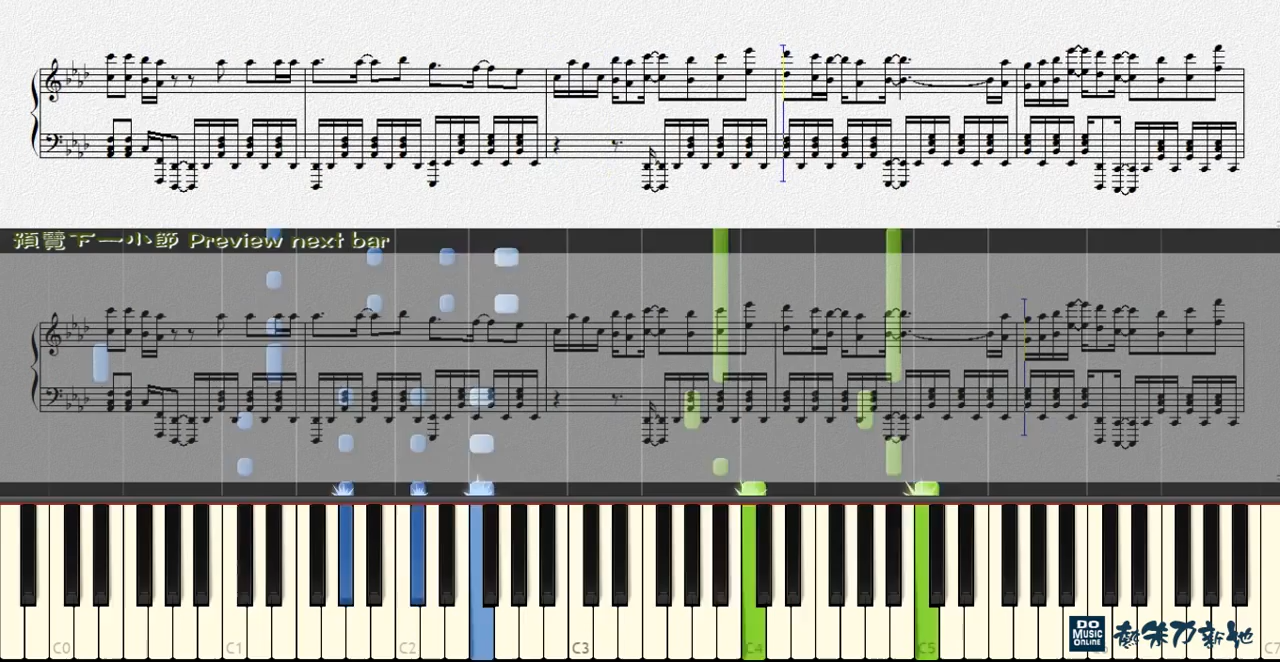 預覽下一小節 Preview next bar
C0 C1 C2 C3 C4 C5 C7
DO
MUSIC
ONLINE